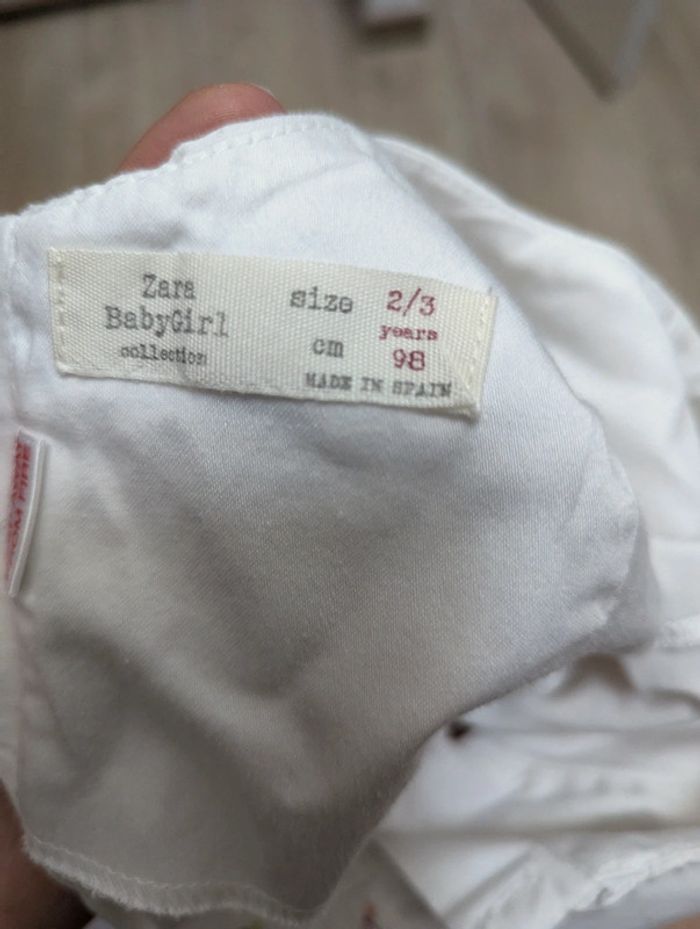 Zara
BabyGirl
collection
size 2/3
years
cm 98
MADE IN SPAIN